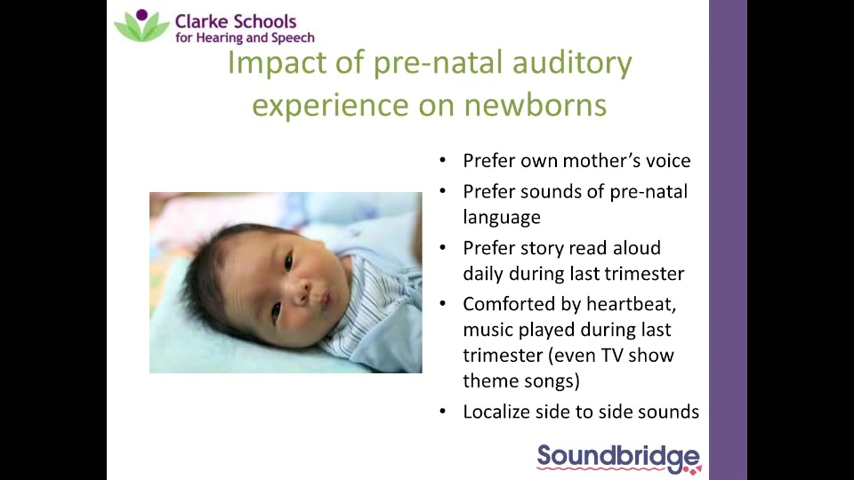 Clarke Schools
for Hearing and Speech
Impact of pre-natal auditory
experience on newborns
• Prefer own mother's voice
• Prefer sounds of pre-natal
language
• Prefer story read aloud
daily during last trimester
• Comforted by heartbeat,
music played during last
trimester (even TV show
theme songs)
• Localize side to side sounds
Soundbridge